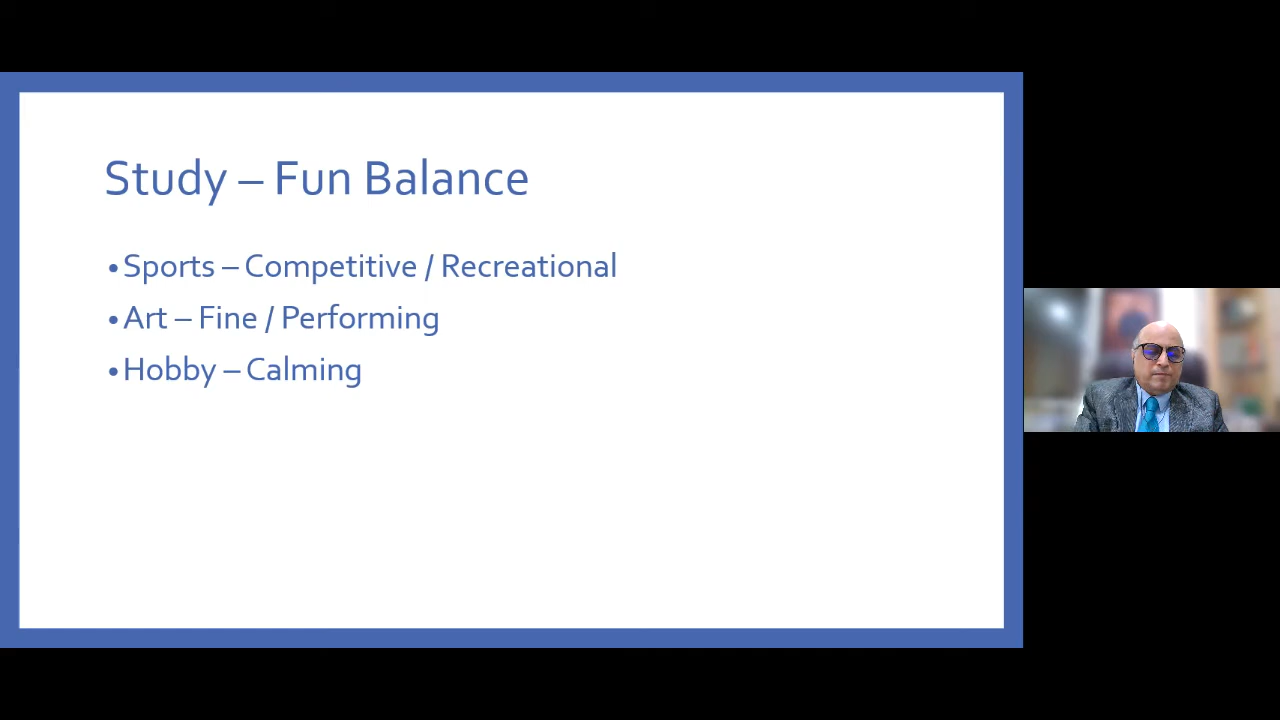 Study – Fun Balance
•Sports – Competitive / Recreational
•Art – Fine / Performing
•Hobby – Calming